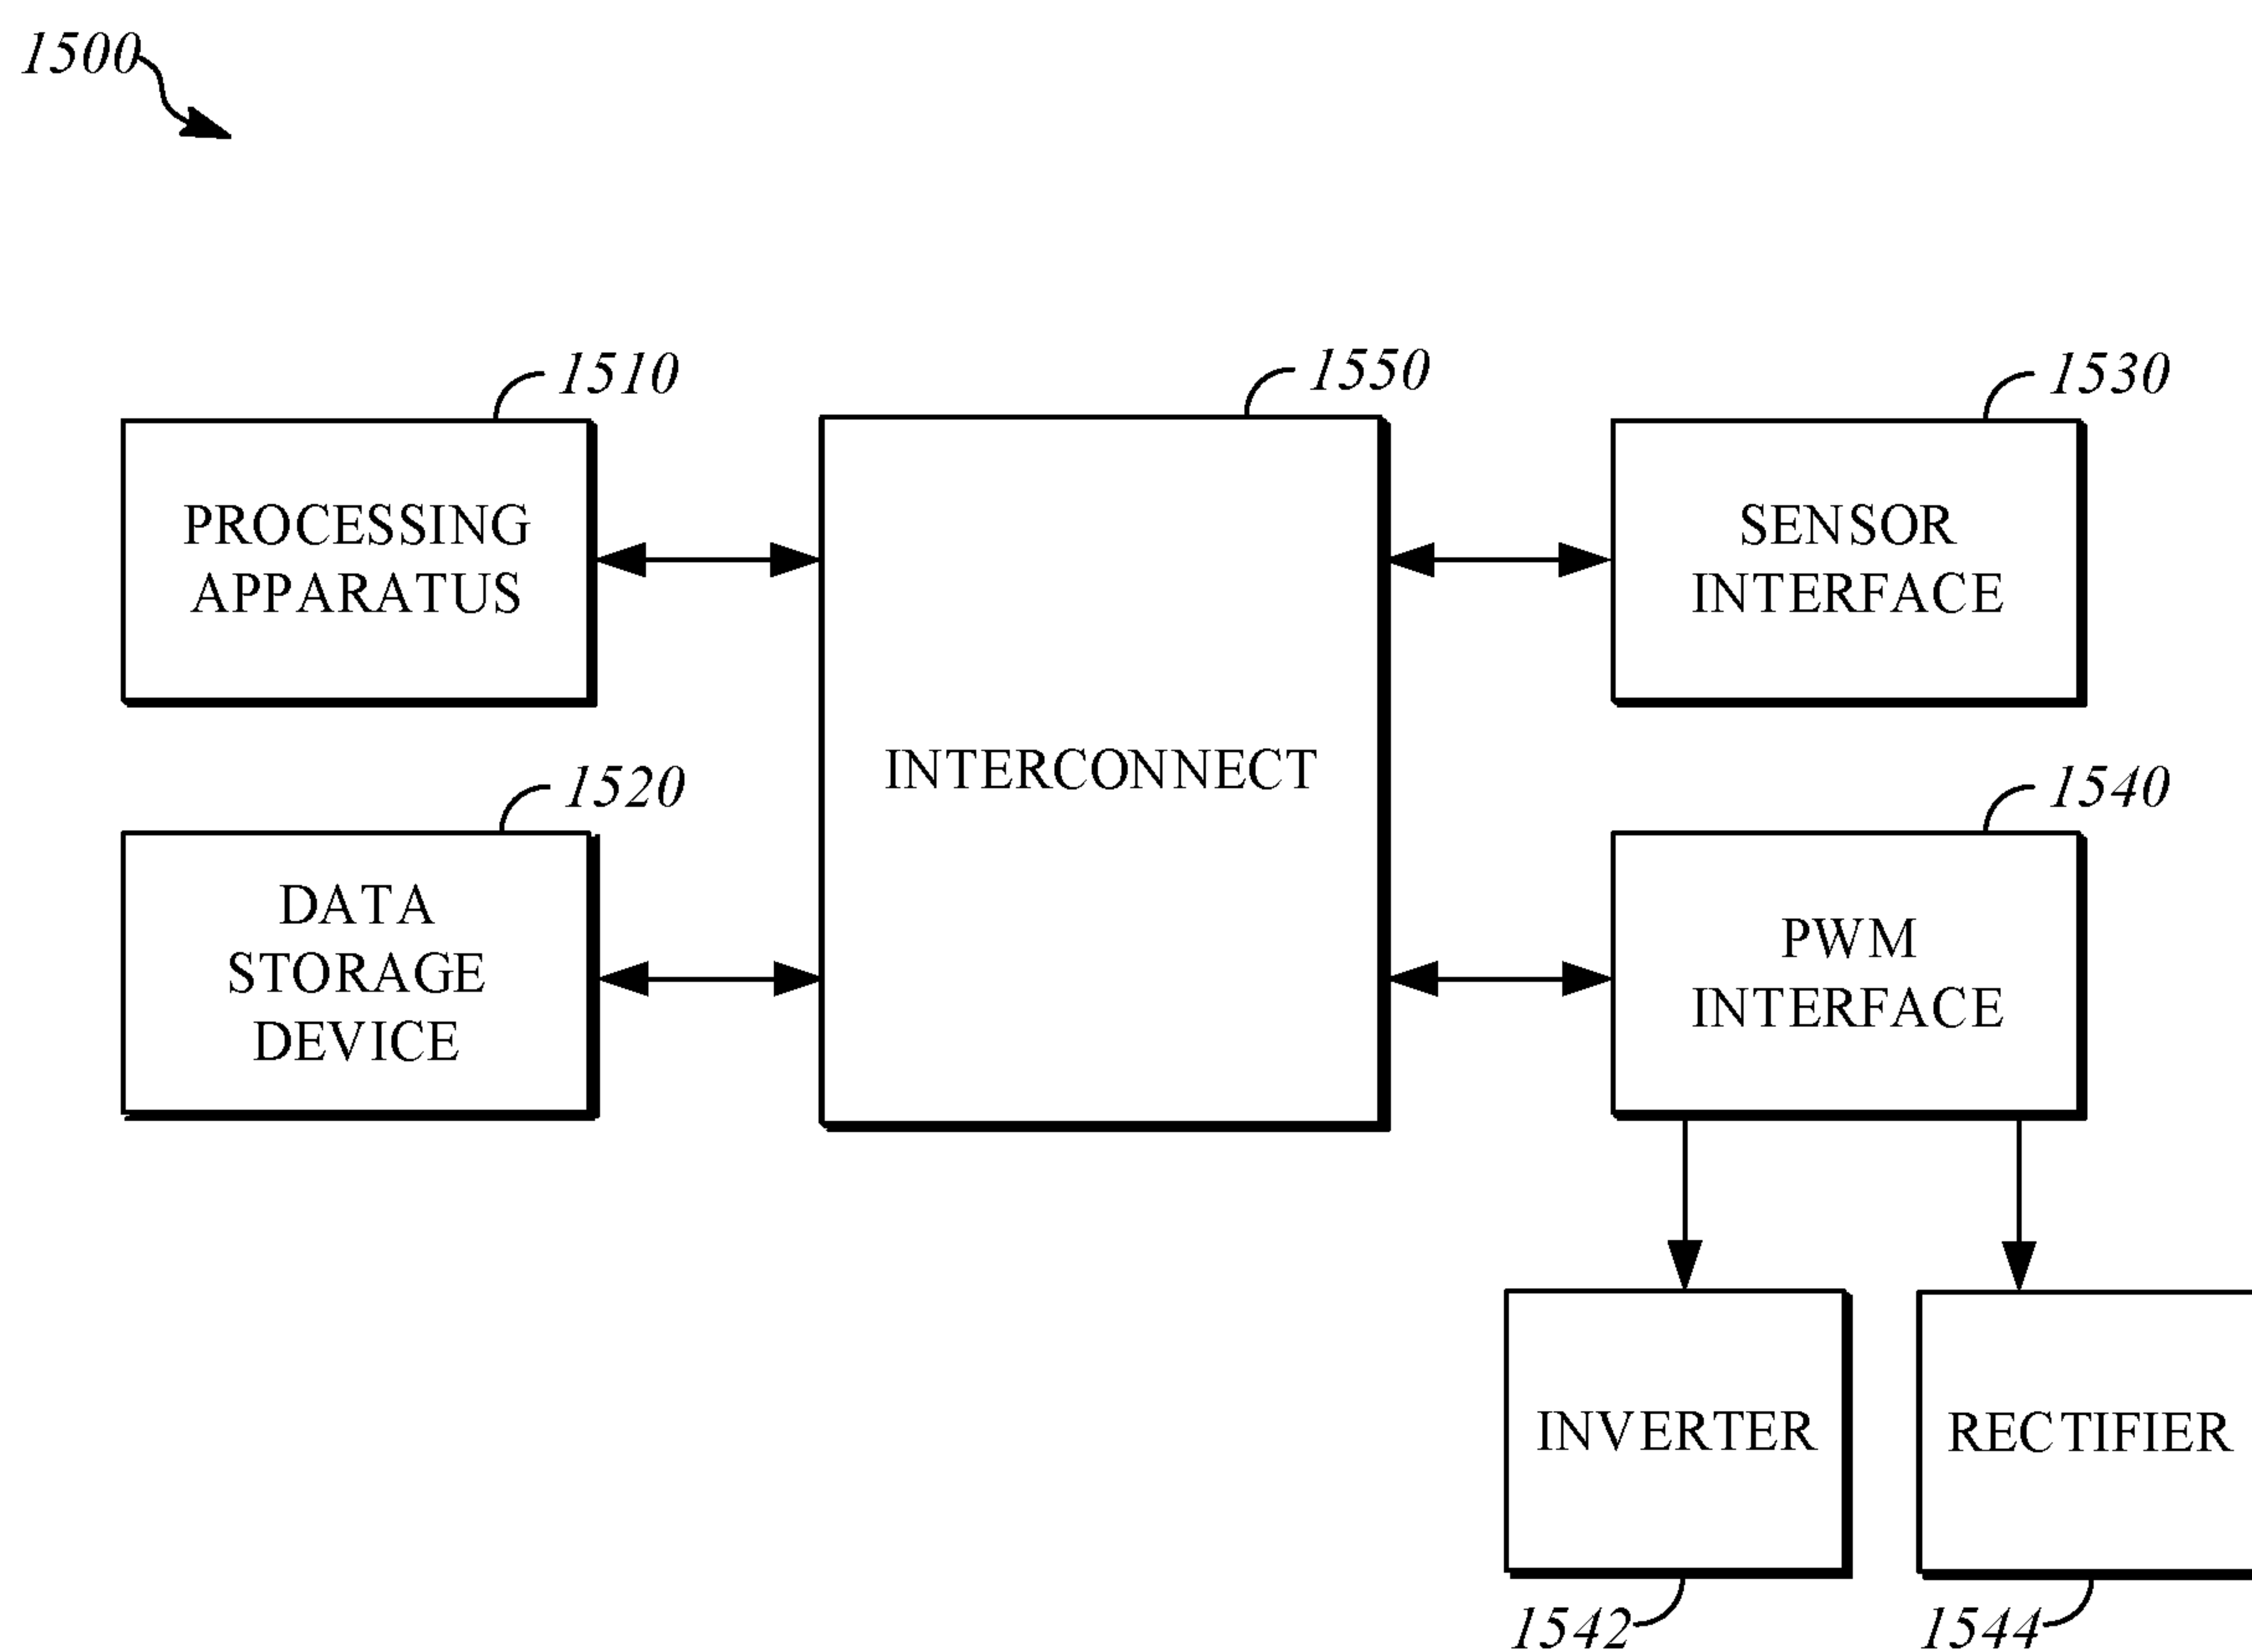 1500
1510
1550
1530
PROCESSING
APPARATUS
SENSOR
INTERFACE
INTERCONNECT
1520
1540
DATA
STORAGE
DEVICE
PWM
INTERFACE
INVERTER
RECTIFIER
1542
1544